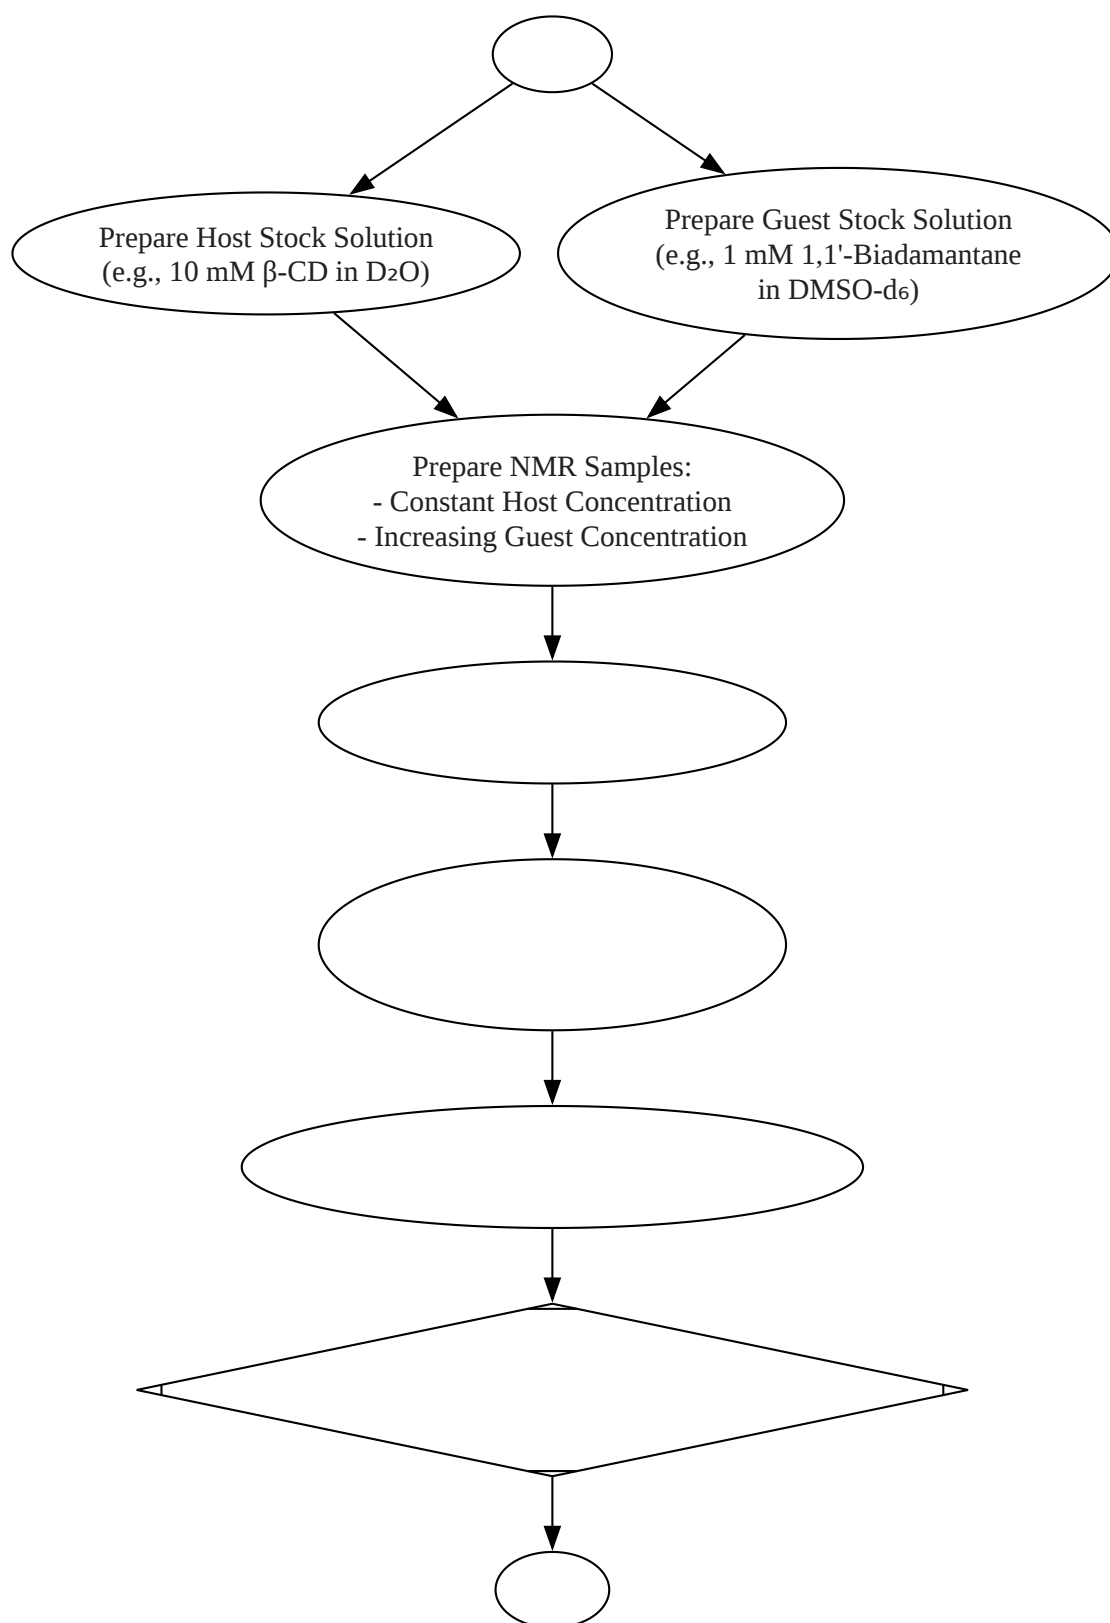 Prepare Host Stock Solution
(e.g., 10 mM β-CD in D₂O)
Prepare Guest Stock Solution
(e.g., 1 mM 1,1'-Biadamantane
in DMSO-d₆)
Prepare NMR Samples:
- Constant Host Concentration
- Increasing Guest Concentration